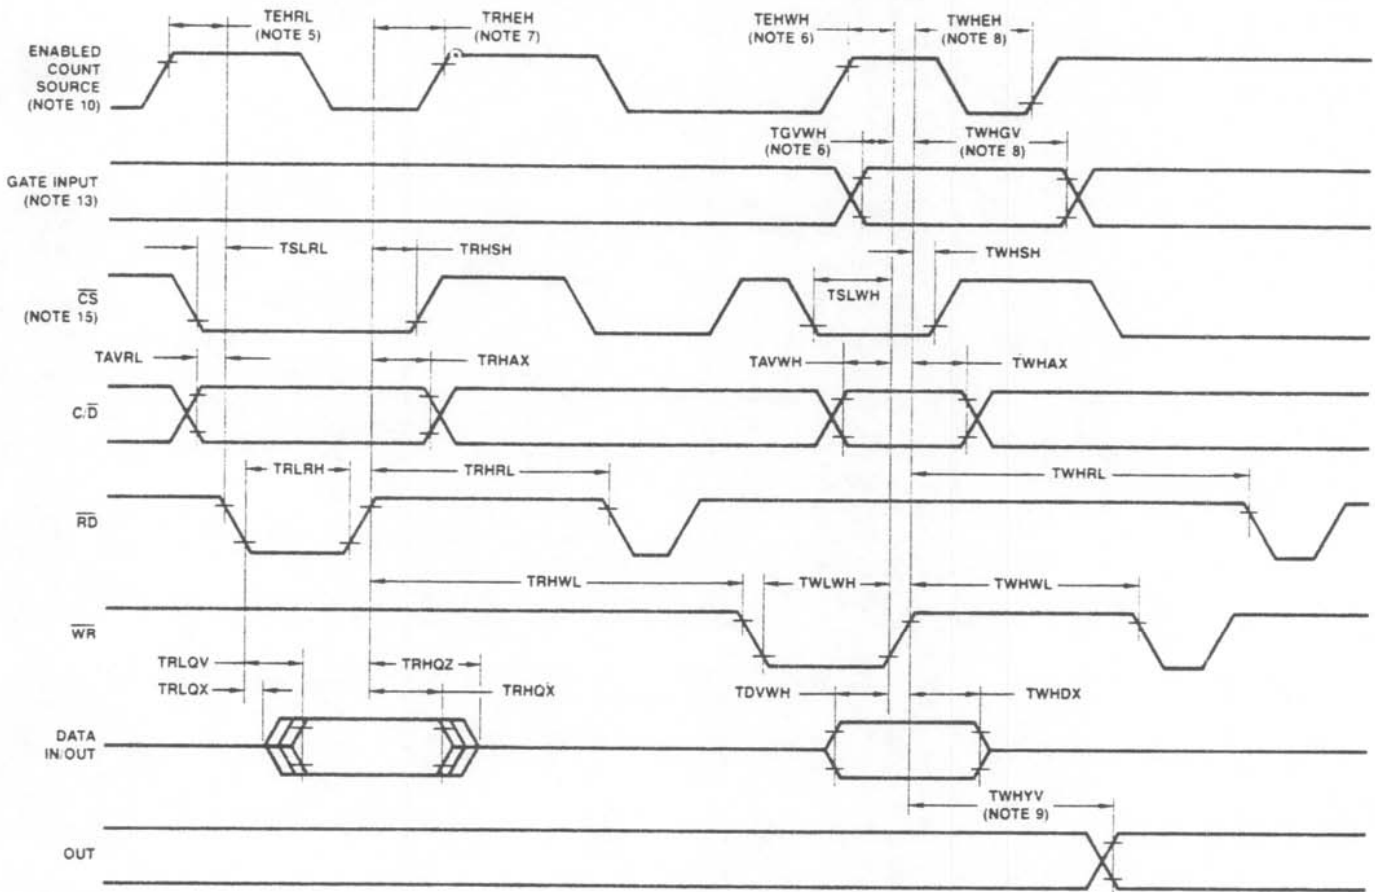 TEHRL
(NOTE 5)
TRHEH
(NOTE 7)
TEHWH
(NOTE 6)
TWHEH
(NOTE 8)
ENABLED
COUNT
SOURCE
(NOTE 10)
TGVWH
(NOTE 6)
TWHGV
(NOTE 8)
GATE INPUT
(NOTE 13)
TSLRL
TRHSH
TWHSH
CS
(NOTE 15)
TSLWH
TAVRL
TRHAX
TAVWH
TWHAX
C/D
TRLRH
TRHRL
TWHRL
RD
TRHWL
TWLWH
TWHWL
WR
TRLQV
TRHQZ
TRLQX
TRHQX
TDVWH
TWHDX
DATA
IN/OUT
TWHYV
(NOTE 9)
OUT